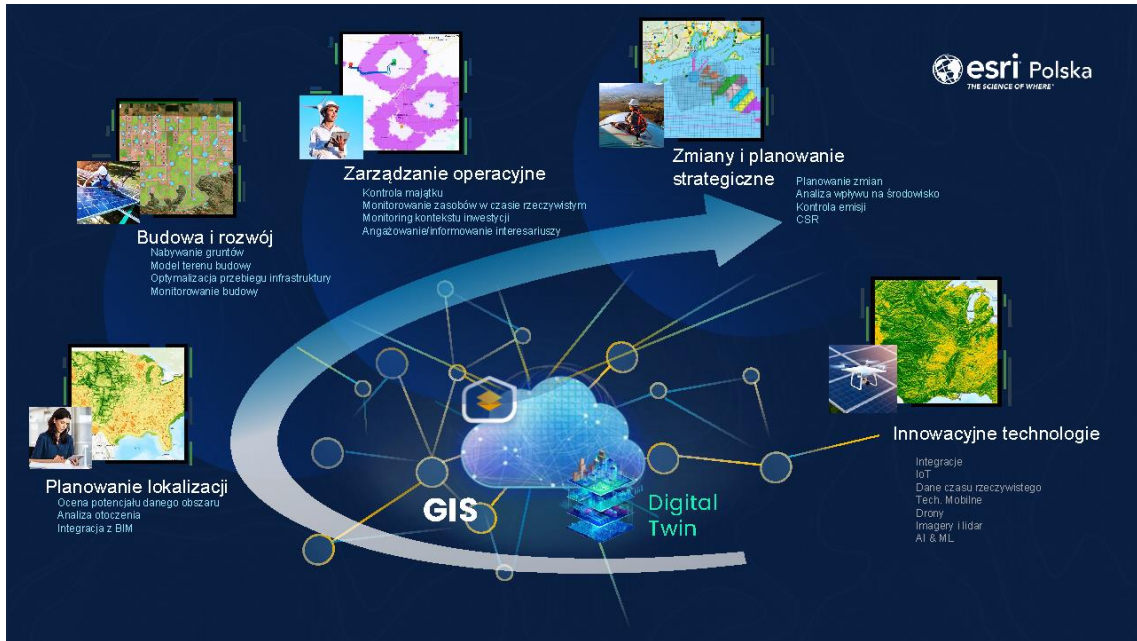 esri Polska
THE SCIENCE OF WHERE
Zmiany i planowanie
strategiczne
Planowanie zmian
Analiza wpływu na środowisko
Kontrola emisji
CSR
Zarządzanie operacyjne
Kontrola majątku
Monitorowanie zasobów w czasie rzeczywistym
Monitoring kontekstu inwestycji
Angażowanie/informowanie interesariuszy
Budowa i rozwój
Nabywanie gruntów
Model terenu budowy
Optymalizacja przebiegu infrastruktury
Monitorowanie budowy
Planowanie lokalizacji
Ocena potencjału danego obszaru
Analiza otoczenia
Integracja z BIM
GIS
Digital
Twin
Innowacyjne technologie
Integracje
IoT
Dane czasu rzeczywistego
Tech. Mobilne
Drony
Imagery i lidar
AI & ML